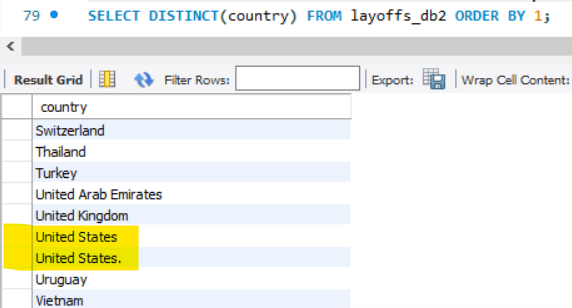 79 SELECT DISTINCT(country) FROM layoffs_db2 ORDER BY 1;
Result Grid Filter Rows: Export: Wrap Cell Content:
country
Switzerland
Thailand
Turkey
United Arab Emirates
United Kingdom
United States
United States.
Uruguay
Vietnam